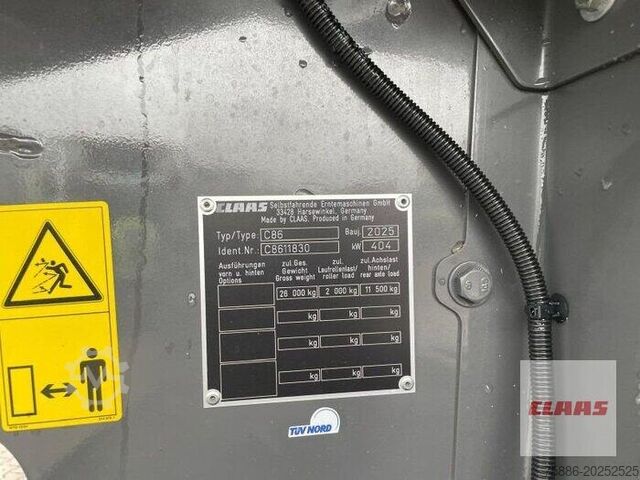 CLAAS Selbstfahrende Erntemaschinen GmbH
33428 Harsewinkel, Germany
Made by CLAAS, Produced in Germany
Typ/Type: C86 Bauj. 2025
Ident.Nr.: C8611830 kW 404
Ausführungen vorn u. hinten Options
zul.Ges. Gewicht Gross weight
zul. Laufrollenlast/ roller load
zul.Achslast hinten/ rear axle load
26 000 kg 2 000 kg 11 500 kg
kg kg kg
kg kg kg
kg kg kg
TÜV NORD
CLAAS
5886-20252525